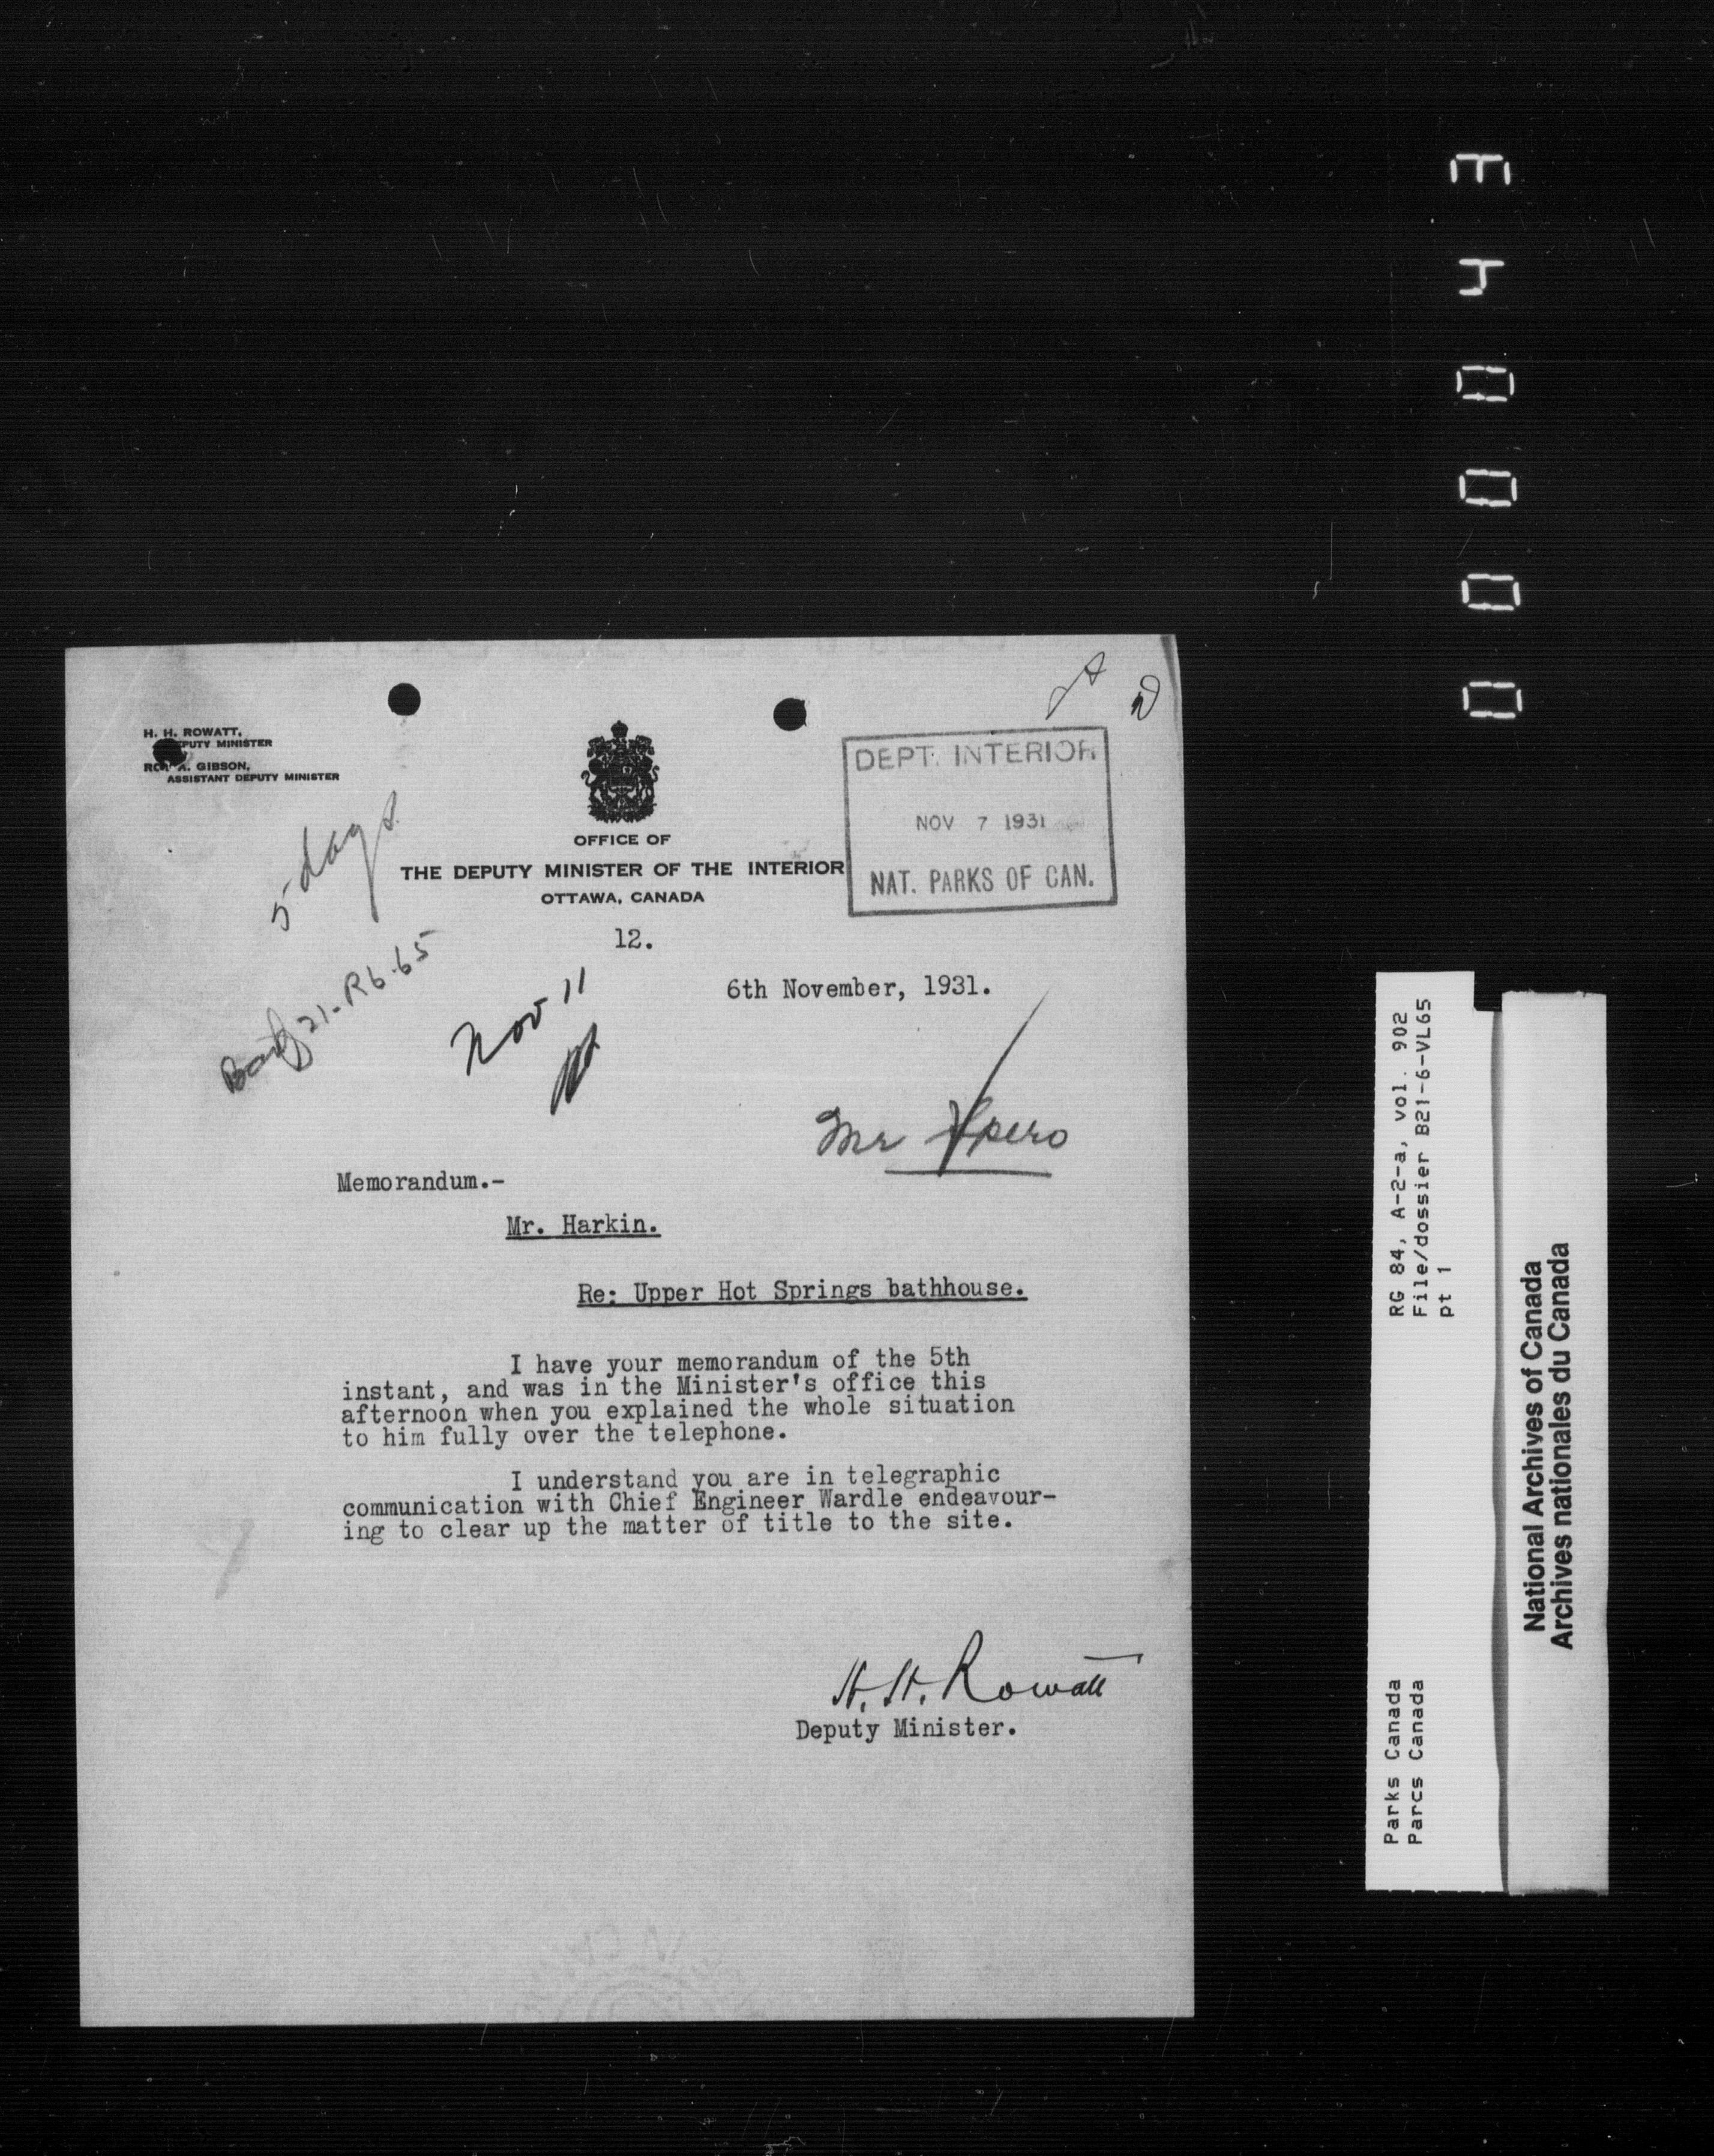 H. H. ROWATT,
DEPUTY MINISTER
ROY A. GIBSON,
ASSISTANT DEPUTY MINISTER
OFFICE OF
THE DEPUTY MINISTER OF THE INTERIOR
OTTAWA, CANADA
DEPT. INTERIOR
NOV 7 1931
NAT. PARKS OF CAN.
5 days
12.
6th November, 1931.
21-R6.65
Nov 11
Mr Spero
Memorandum.-
Mr. Harkin.
Re: Upper Hot Springs bathhouse.
I have your memorandum of the 5th
instant, and was in the Minister's office this
afternoon when you explained the whole situation
to him fully over the telephone.
I understand you are in telegraphic
communication with Chief Engineer Wardle endeavour-
ing to clear up the matter of title to the site.
H. H. Rowatt
Deputy Minister.
RG 84, A-2-a, vol. 902
File/dossier B21-6-VL65
pt 1
Parks Canada
Parcs Canada
National Archives of Canada
Archives nationales du Canada